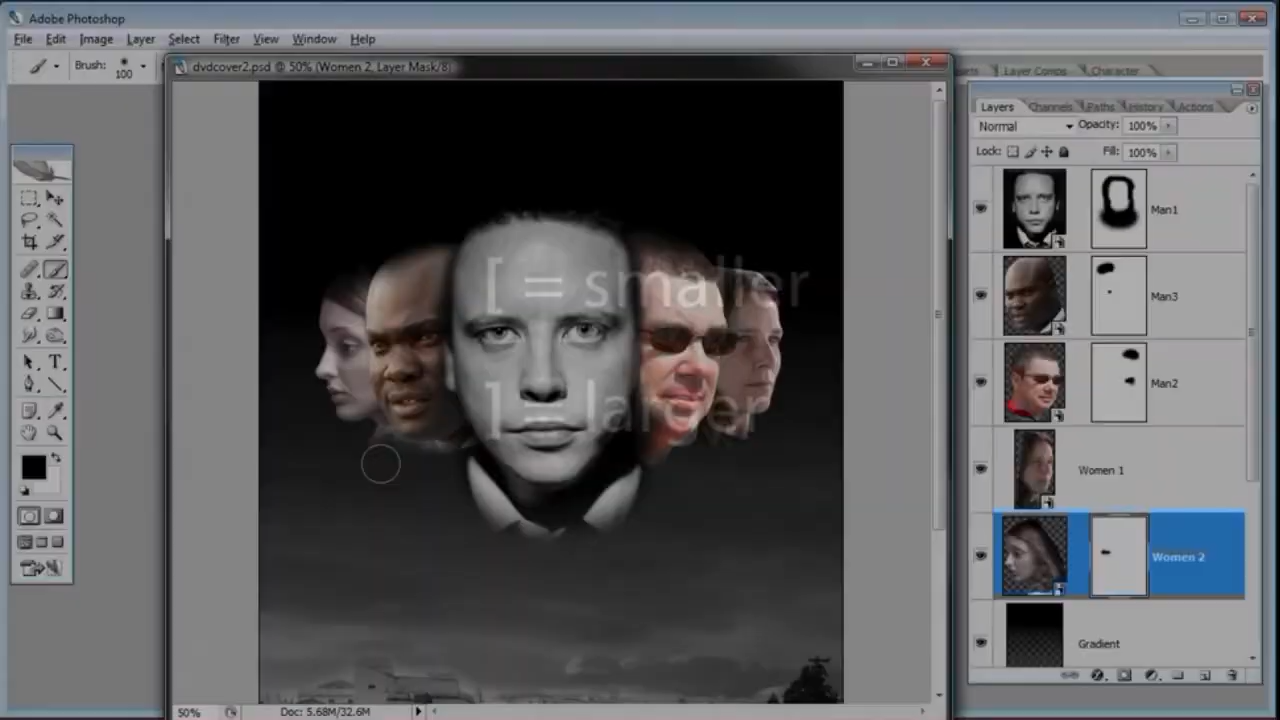 Adobe Photoshop
File Edit Image Layer Select Filter View Window Help
Brush: 100
Layer Comps Character
dvdcover2.psd @ 50% (Women 2, Layer Mask/8)
Layers Channels Paths History Actions
Normal Opacity: 100%
Lock: Fill: 100%
Man1
[ = smaller
Man3
Man2
] = larger
Women 1
Women 2
Gradient
50% Doc: 5.68M/32.6M